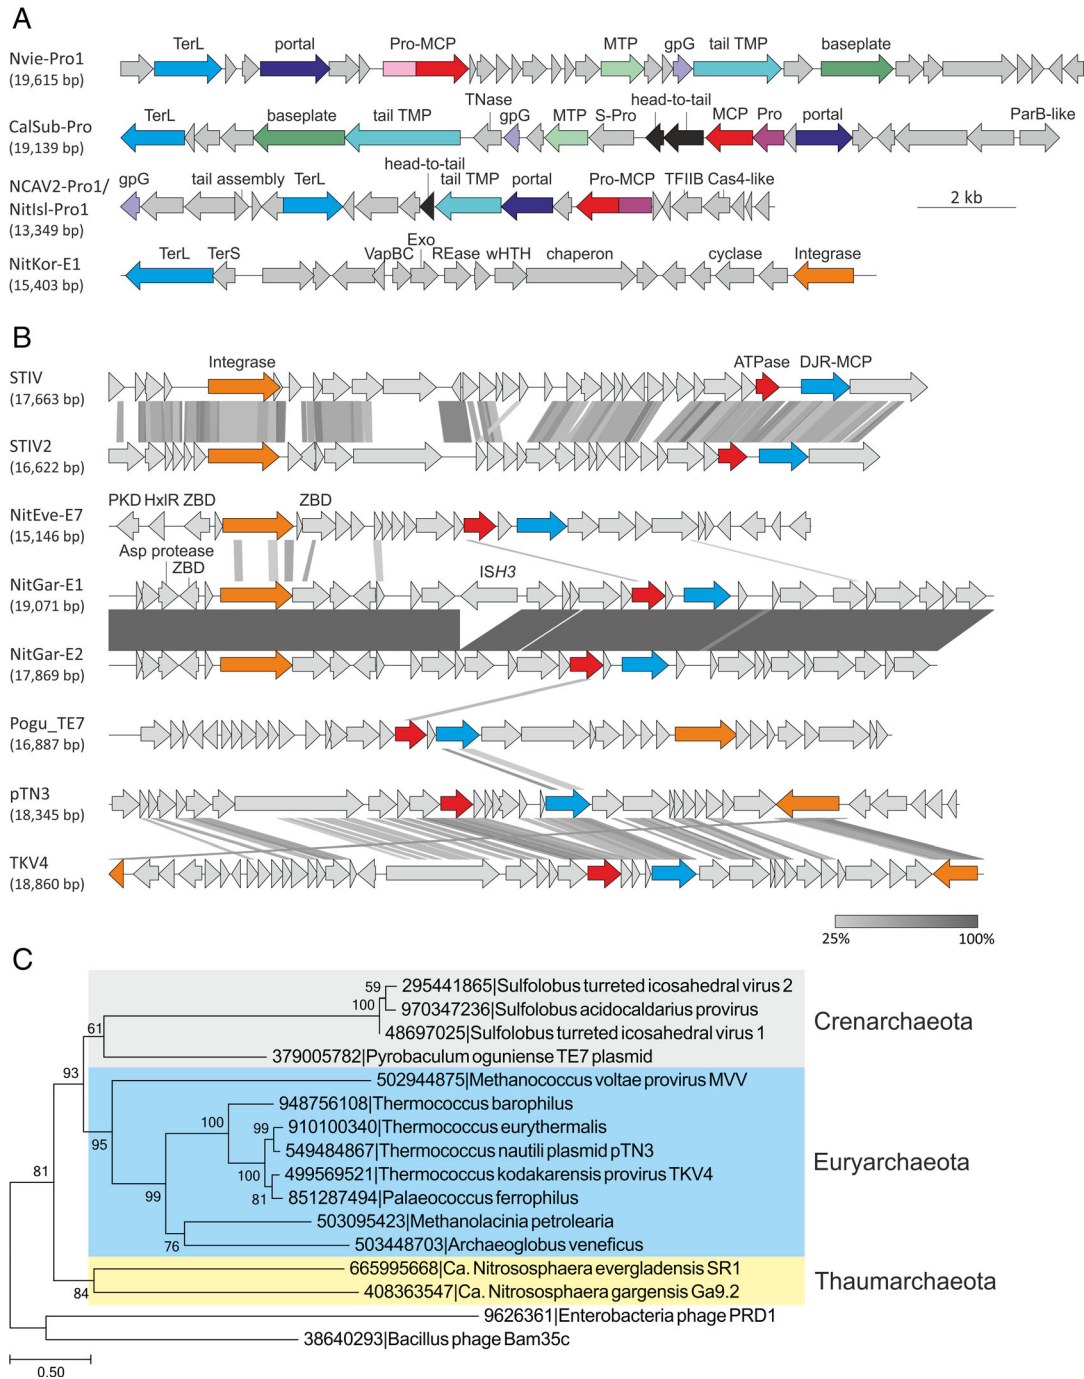 A
TerL portal Pro-MCP MTP gpG tail TMP baseplate
Nvie-Pro1
(19,615 bp)
TNase head-to-tail
TerL baseplate tail TMP gpG MTP S-Pro MCP Pro portal ParB-like
CalSub-Pro
(19,139 bp)
head-to-tail
NCAV2-Pro1/
NitIsl-Pro1
(13,349 bp)
gpG tail assembly TerL tail TMP portal Pro-MCP TFIIB Cas4-like
2 kb
Exo
TerL TerS VapBC REase wHTH chaperon cyclase Integrase
NitKor-E1
(15,403 bp)
B
Integrase ATPase DJR-MCP
STIV
(17,663 bp)
STIV2
(16,622 bp)
PKD HxlR ZBD ZBD
NitEve-E7
(15,146 bp)
Asp protease
ZBD
ISH3
NitGar-E1
(19,071 bp)
NitGar-E2
(17,869 bp)
Pogu_TE7
(16,887 bp)
pTN3
(18,345 bp)
TKV4
(18,860 bp)
25% 100%
C
59 295441865|Sulfolobus turreted icosahedral virus 2
100 970347236|Sulfolobus acidocaldarius provirus
48697025|Sulfolobus turreted icosahedral virus 1
61
379005782|Pyrobaculum oguniense TE7 plasmid
Crenarchaeota
93
502944875|Methanococcus voltae provirus MVV
948756108|Thermococcus barophilus
100 99 910100340|Thermococcus eurythermalis
95
549484867|Thermococcus nautili plasmid pTN3
100 499569521|Thermococcus kodakarensis provirus TKV4
81 851287494|Palaeococcus ferrophilus
Euryarchaeota
81
99
503095423|Methanolacinia petrolearia
76 503448703|Archaeoglobus veneficus
665995668|Ca. Nitrososphaera evergladensis SR1
84 408363547|Ca. Nitrososphaera gargensis Ga9.2
Thaumarchaeota
9626361|Enterobacteria phage PRD1
38640293|Bacillus phage Bam35c
0.50